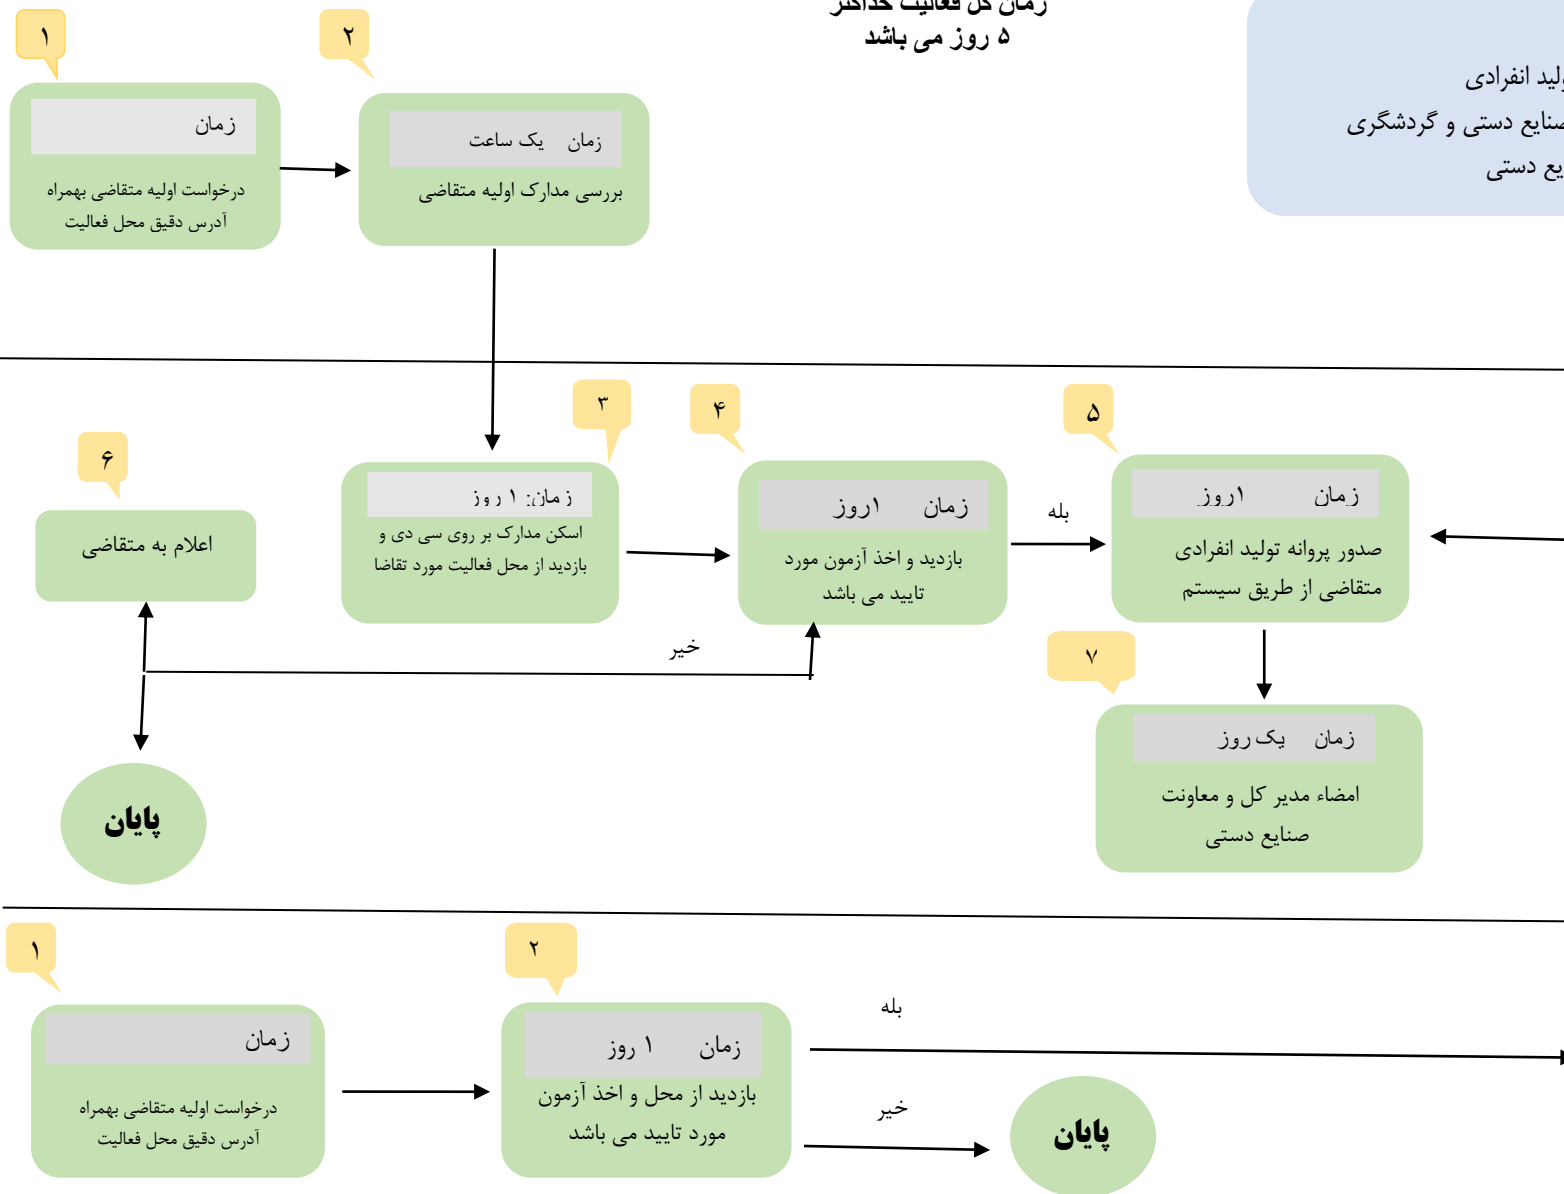 زمان کل فعالیت حداکثر
۵ روز می باشد
تولید انفرادی
صنایع دستی و گردشگری
دستی
۱
زمان
درخواست اولیه متقاضی بهمراه
آدرس دقیق محل فعالیت
۲
زمان یک ساعت
بررسی مدارک اولیه متقاضی
۳
زمان: ۱ روز
اسکن مدارک بر روی سی دی و
بازدید از محل فعالیت مورد تقاضا
۴
زمان ۱روز
بازدید و اخذ آزمون مورد
تایید می باشد
بله
خیر
۵
زمان ۱روز
صدور پروانه تولید انفرادی
متقاضی از طریق سیستم
۶
اعلام به متقاضی
پایان
۷
زمان یک روز
امضاء مدیر کل و معاونت
صنایع دستی
۱
زمان
درخواست اولیه متقاضی بهمراه
آدرس دقیق محل فعالیت
۲
زمان ۱ روز
بازدید از محل و اخذ آزمون
مورد تایید می باشد
بله
خیر
پایان